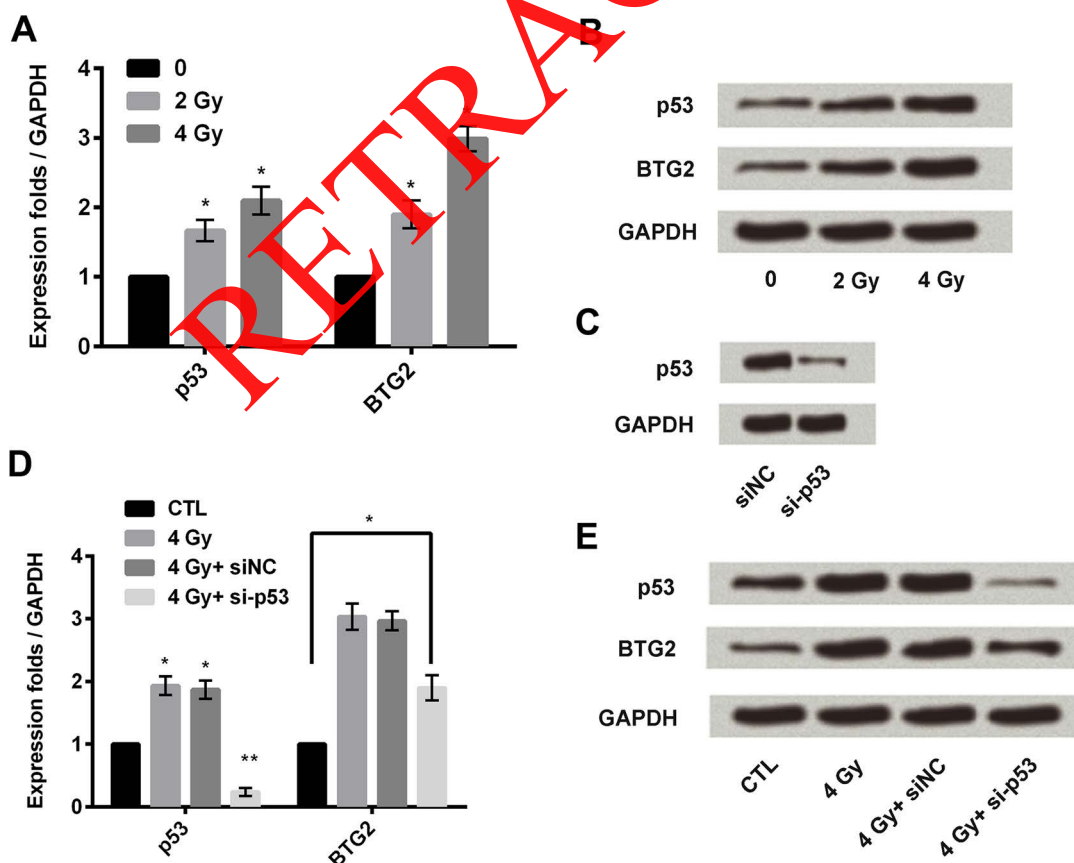 A
Expression folds / GAPDH
4
3
2
1
0
0
2 Gy
4 Gy
*
*
*
p53
BTG2
RETRAC
B
p53
BTG2
GAPDH
0 2 Gy 4 Gy
C
p53
GAPDH
siNC
si-p53
D
Expression folds / GAPDH
4
3
2
1
0
CTL
4 Gy
4 Gy+ siNC
4 Gy+ si-p53
*
*
**
*
p53
BTG2
E
p53
BTG2
GAPDH
CTL
4 Gy
4 Gy+ siNC
4 Gy+ si-p53